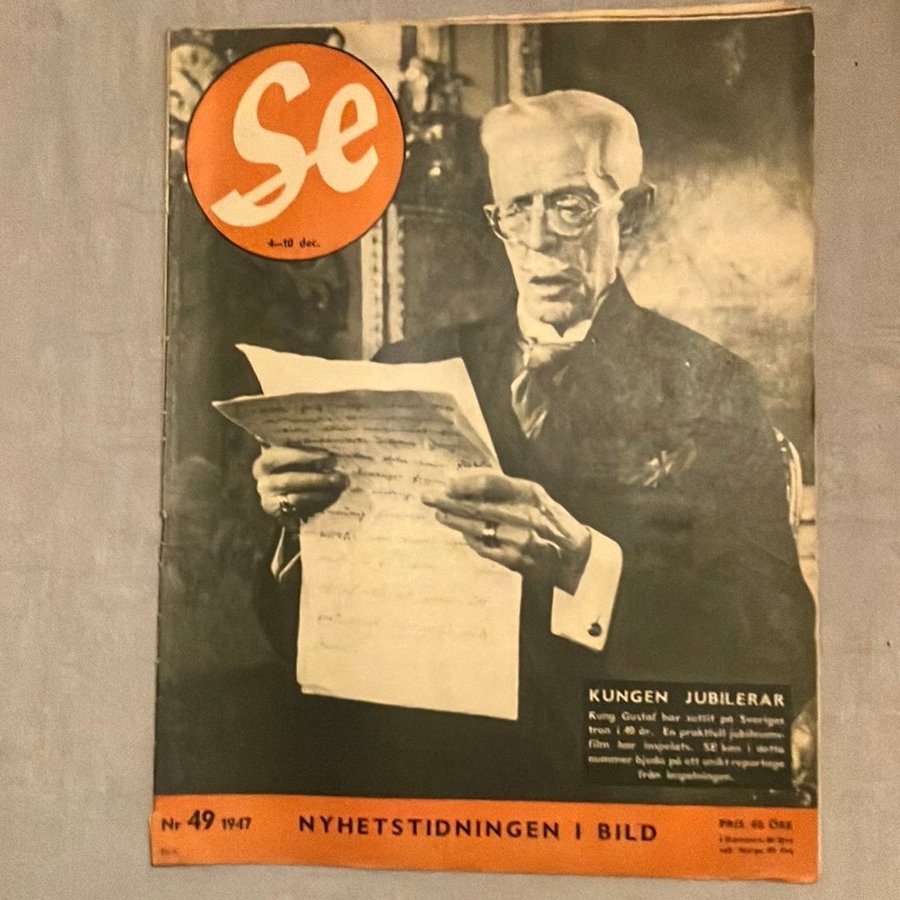 Se
4–10 dec.
KUNGEN JUBILERAR
Kung Gustaf har suttit på Sveriges
tron i 40 år. En praktfull jubileums-
film har inspelats. SE kan i detta
nummer bjuda på ett unikt reportage
från inspelningen.
Nr 49 1947
NYHETSTIDNINGEN I BILD
PRIS 45 ÖRE